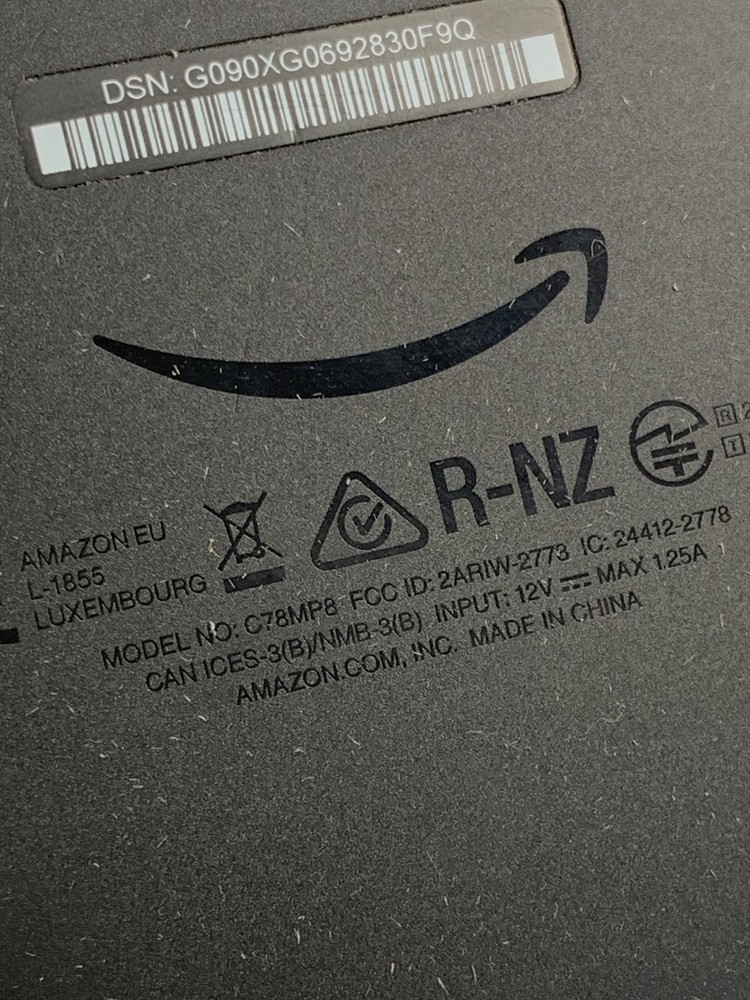 DSN: G090XG0692830F9Q
R-NZ
R 2
T
AMAZON EU
L-1855
LUXEMBOURG
MODEL NO: C78MP8 FCC ID: 2ARIW-2773 IC: 24412-2778
CAN ICES-3(B)/NMB-3(B) INPUT: 12V ⎓ MAX 1.25A
AMAZON.COM, INC. MADE IN CHINA